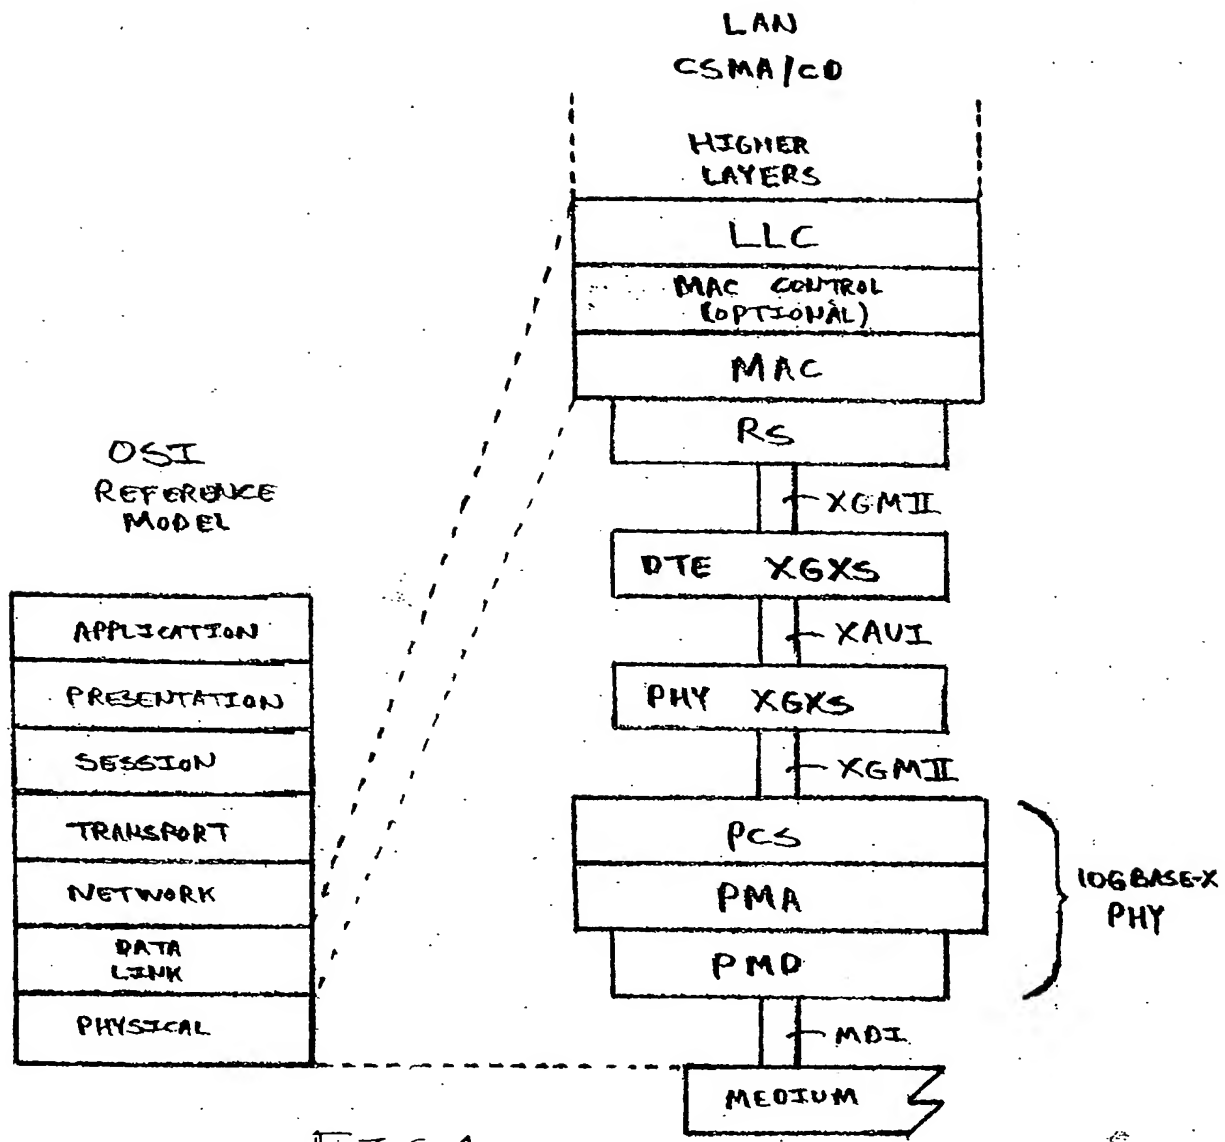 LAN
CSMA/CD
HIGHER
LAYERS
LLC
MAC CONTROL
(OPTIONAL)
MAC
RS
XGMII
DTE XGXS
XAUI
PHY XGXS
XGMII
PCS
PMA
PMD
10GBASE-X
PHY
MDI
MEDIUM
OSI
REFERENCE
MODEL
APPLICATION
PRESENTATION
SESSION
TRANSPORT
NETWORK
DATA
LINK
PHYSICAL